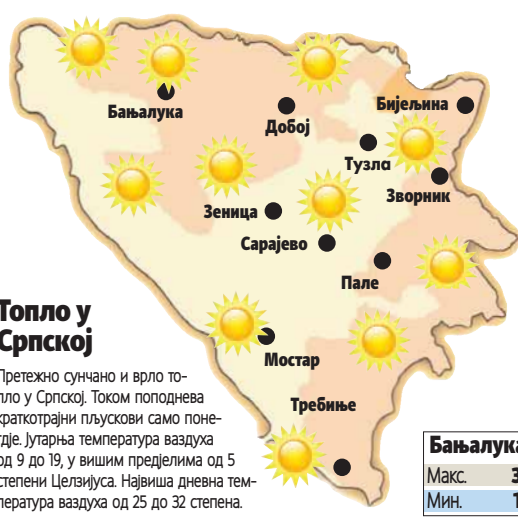 Бањалука
Добој
Бијељина
Тузла
Зворник
Зеница
Сарајево
Пале
Мостар
Требиње
Топло у
Српској
Претежно сунчано и врло то-
пло у Српској. Током поподнева
краткотрајни пљускови само поне-
гдје. Јутарња температура ваздуха
од 9 до 19, у вишим предјелима од 5
степени Целзијуса. Највиша дневна тем-
пература ваздуха од 25 до 32 степена.
Бањалука
Макс.
Мин.